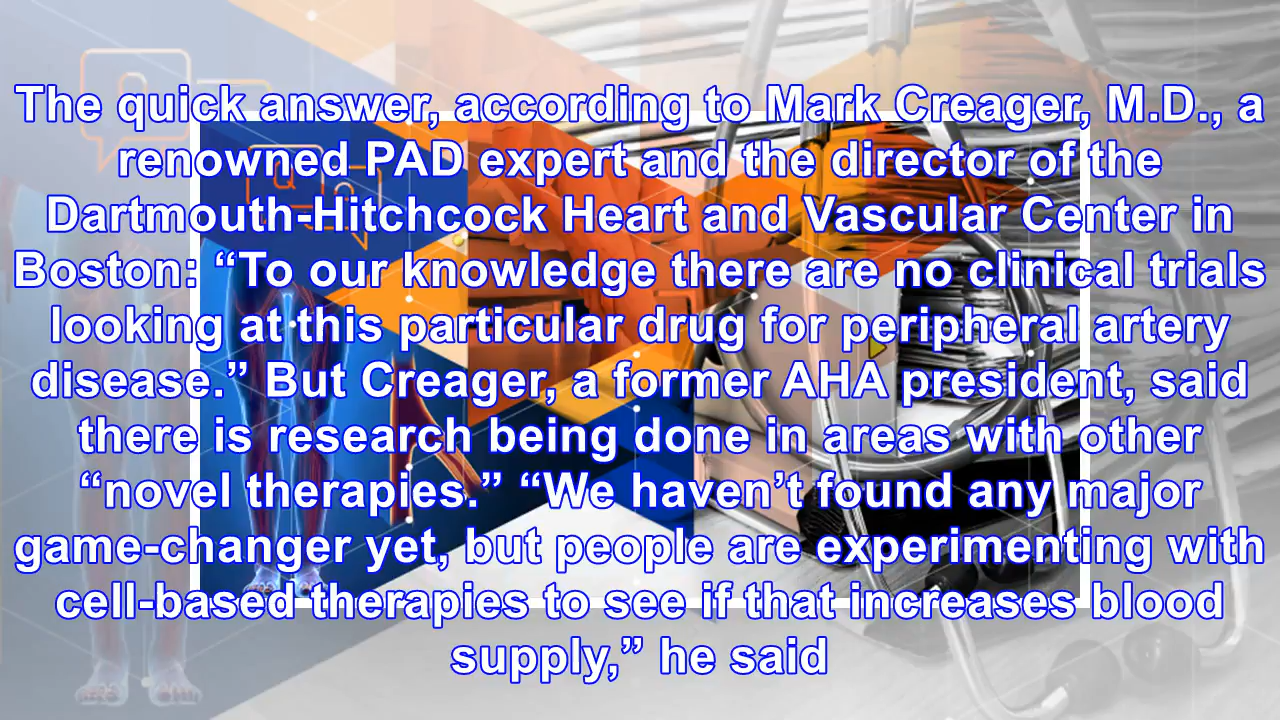 The quick answer, according to Mark Creager, M.D., a
renowned PAD expert and the director of the
Dartmouth-Hitchcock Heart and Vascular Center in
Boston: “To our knowledge there are no clinical trials
looking at this particular drug for peripheral artery
disease.” But Creager, a former AHA president, said
there is research being done in areas with other
“novel therapies.” “We haven’t found any major
game-changer yet, but people are experimenting with
cell-based therapies to see if that increases blood
supply,” he said